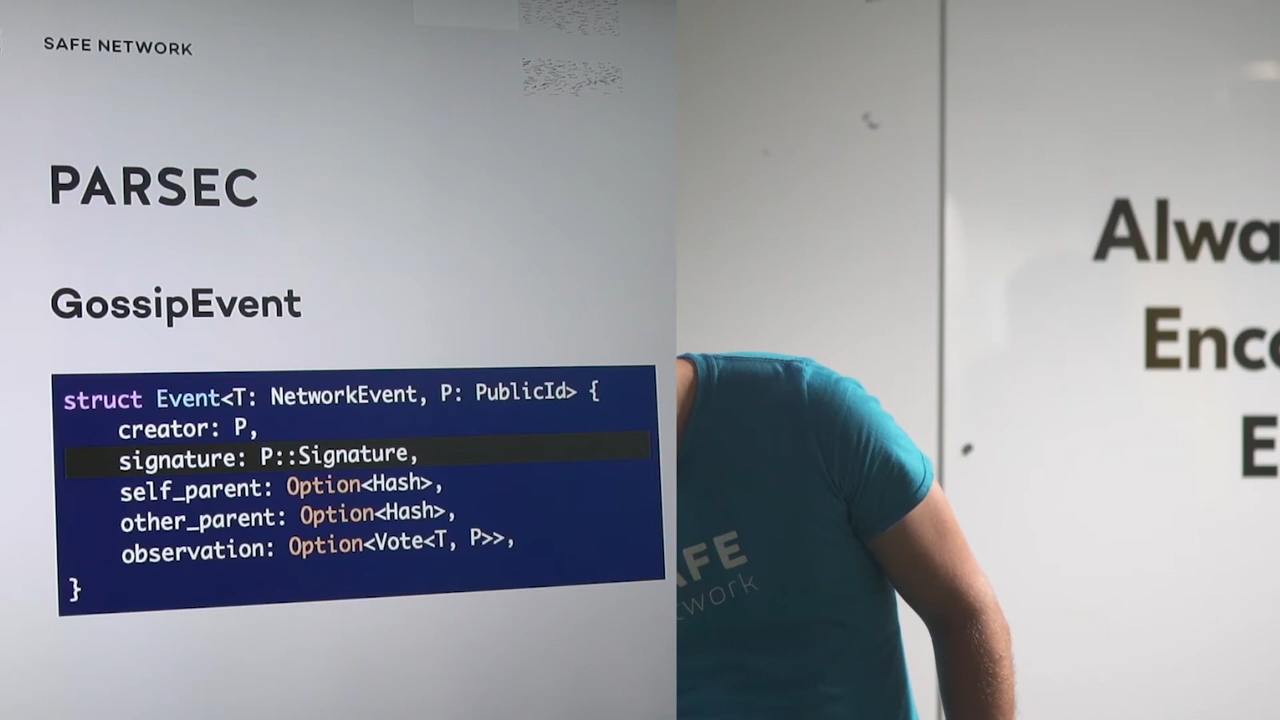 SAFE NETWORK
PARSEC
GossipEvent
struct Event<T: NetworkEvent, P: PublicId> {
creator: P,
signature: P::Signature,
self_parent: Option<Hash>,
other_parent: Option<Hash>,
observation: Option<Vote<T, P>>,
}
AFE
twork
Alwa
Enco
E